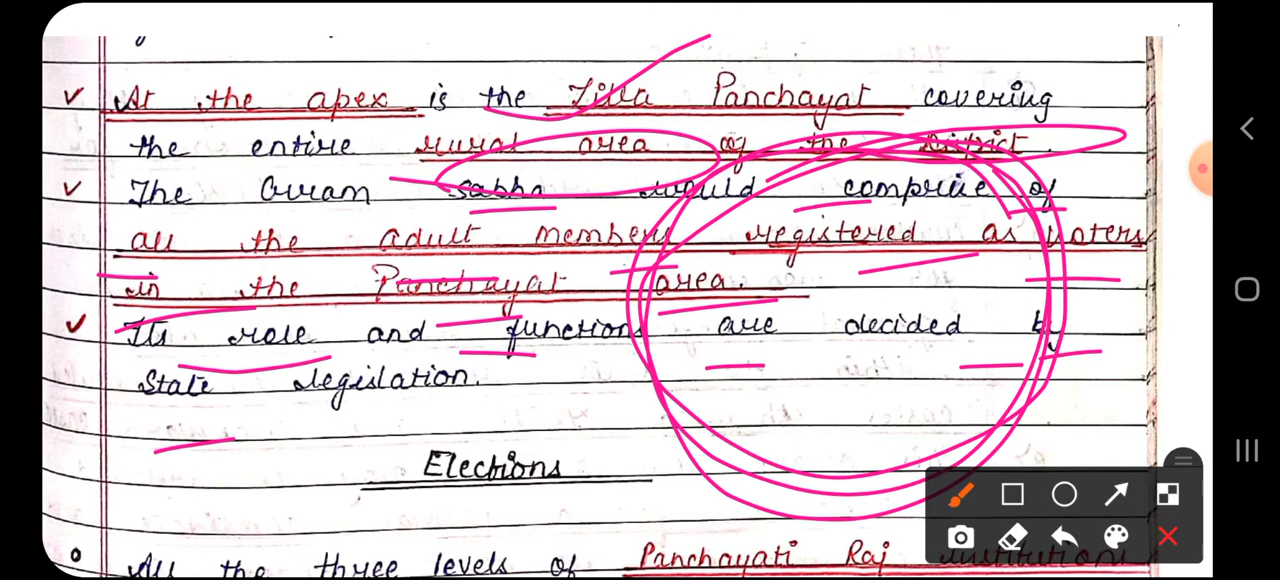 At the apex is the Zilla Panchayat covering
the entire rural area of the district.
The Gram sabha would comprise of
all the adult members registered as voters
in the Panchayat area.
Its role and functions are decided by
State legislation.
Elections
All the three levels of Panchayati Raj institutions